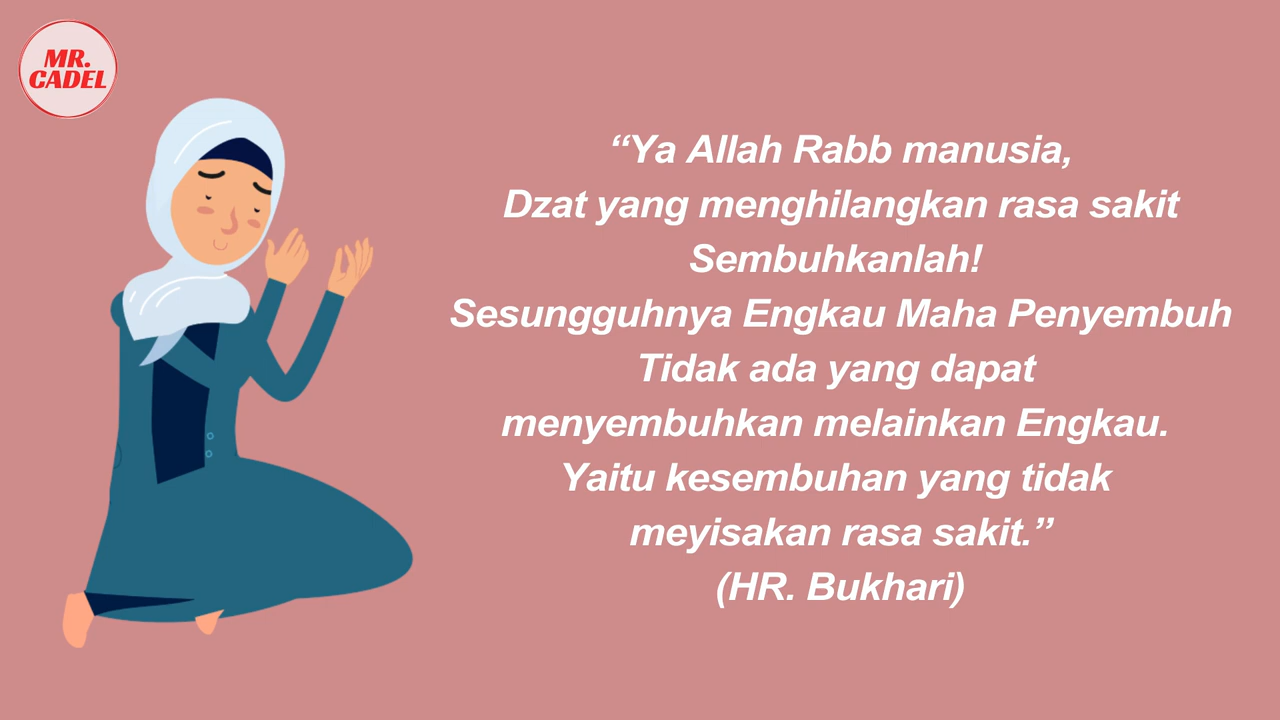 MR.
CADEL
“Ya Allah Rabb manusia,
Dzat yang menghilangkan rasa sakit
Sembuhkanlah!
Sesungguhnya Engkau Maha Penyembuh
Tidak ada yang dapat
menyembuhkan melainkan Engkau.
Yaitu kesembuhan yang tidak
meyisakan rasa sakit.”
(HR. Bukhari)